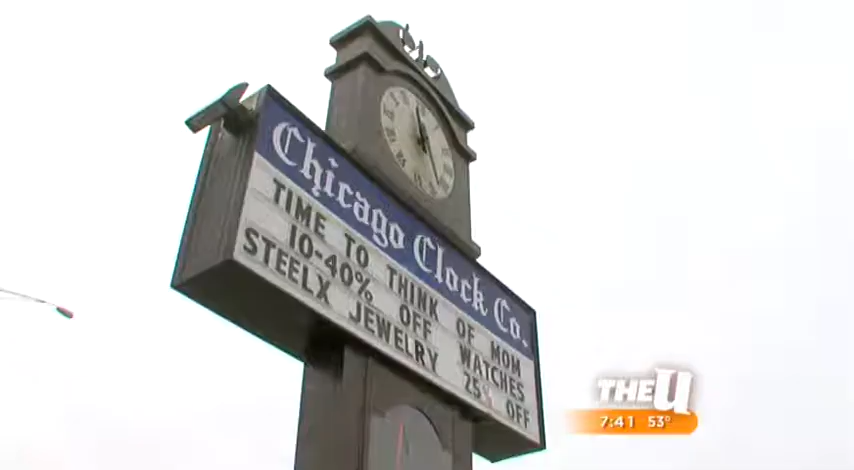 Chicago Clock Co.
TIME TO THINK OF MOM
10-40% OFF WATCHES
STEELX JEWELRY 25% OFF
THE U
7:41 53°